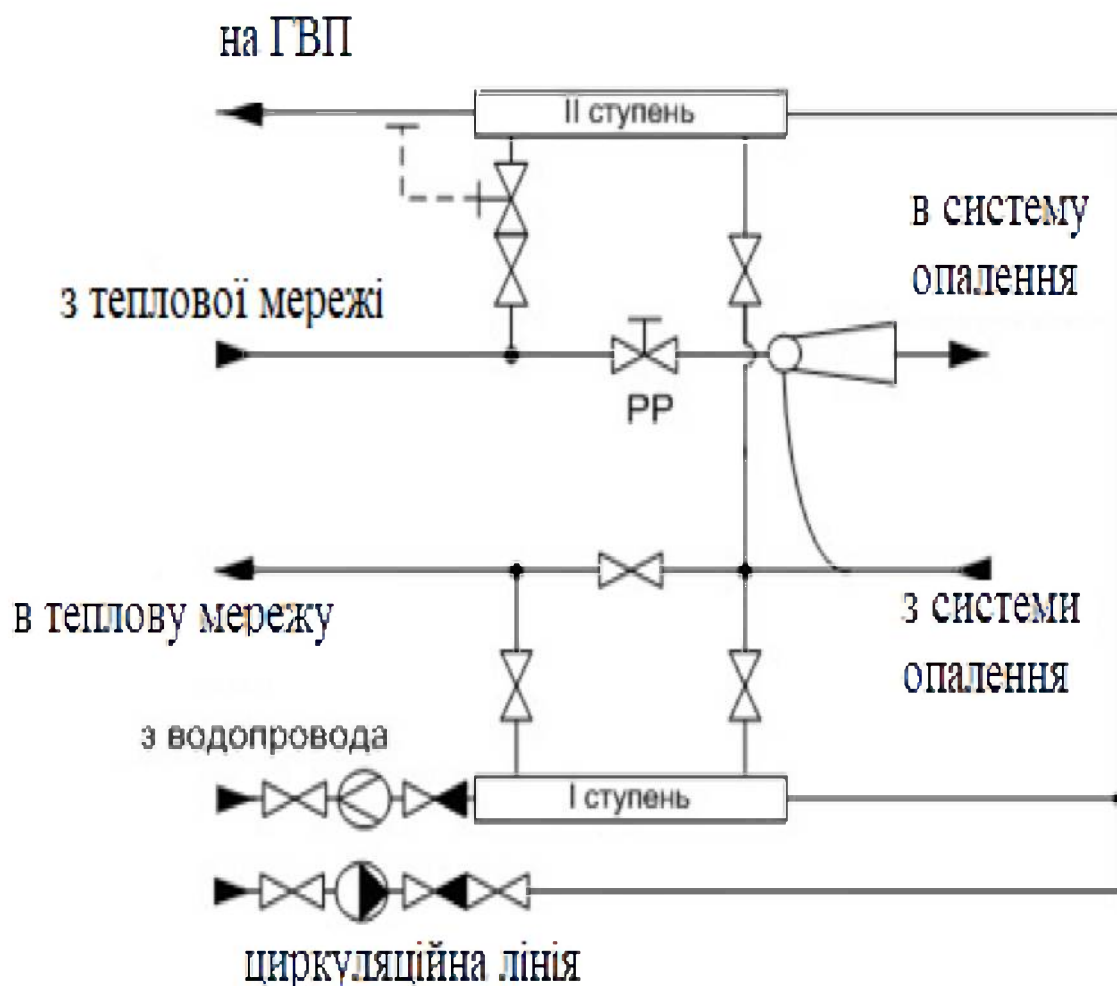 на ГВП
II ступень
в систему
опалення
з теплової мережі
РР
в теплову мережу
з системи
опалення
з водопровода
I ступень
циркуляційна лінія